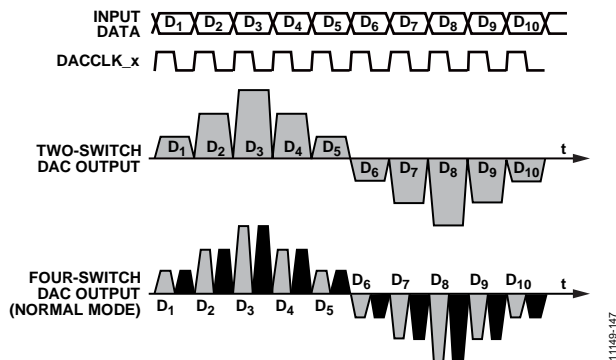 INPUT
DATA
D1 D2 D3 D4 D5 D6 D7 D8 D9 D10
DACCLK_x
TWO-SWITCH
DAC OUTPUT
D1 D2 D3 D4 D5 D6 D7 D8 D9 D10
t
FOUR-SWITCH
DAC OUTPUT
(NORMAL MODE)
D1 D2 D3 D4 D5 D6 D7 D8 D9 D10
t
11149-147